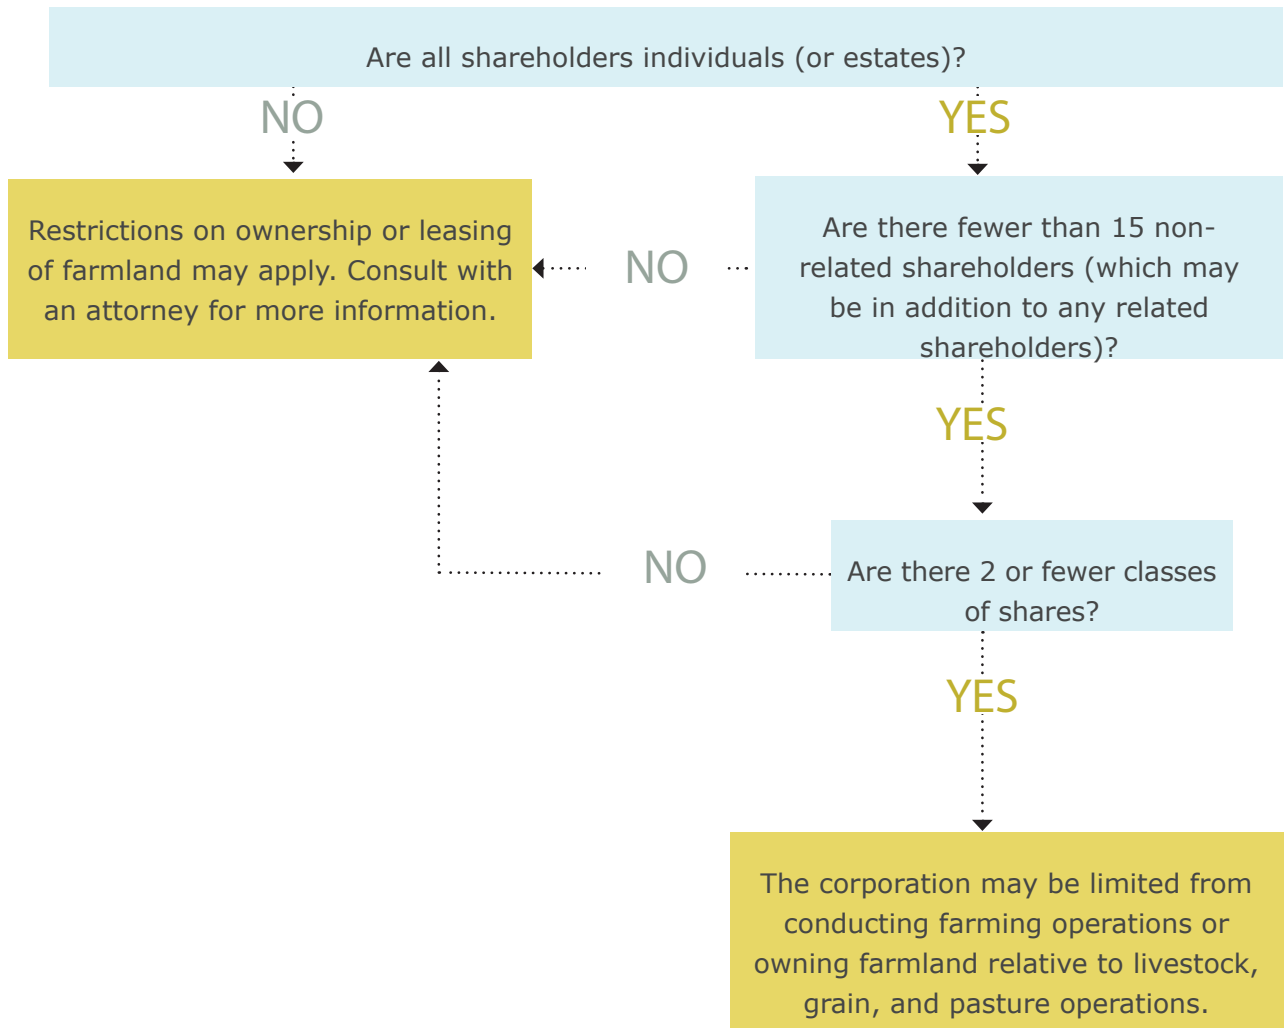 Are all shareholders individuals (or estates)?
NO
YES
Restrictions on ownership or leasing
of farmland may apply. Consult with
an attorney for more information.
NO
Are there fewer than 15 non-
related shareholders (which may
be in addition to any related
shareholders)?
YES
NO
Are there 2 or fewer classes
of shares?
YES
The corporation may be limited from
conducting farming operations or
owning farmland relative to livestock,
grain, and pasture operations.